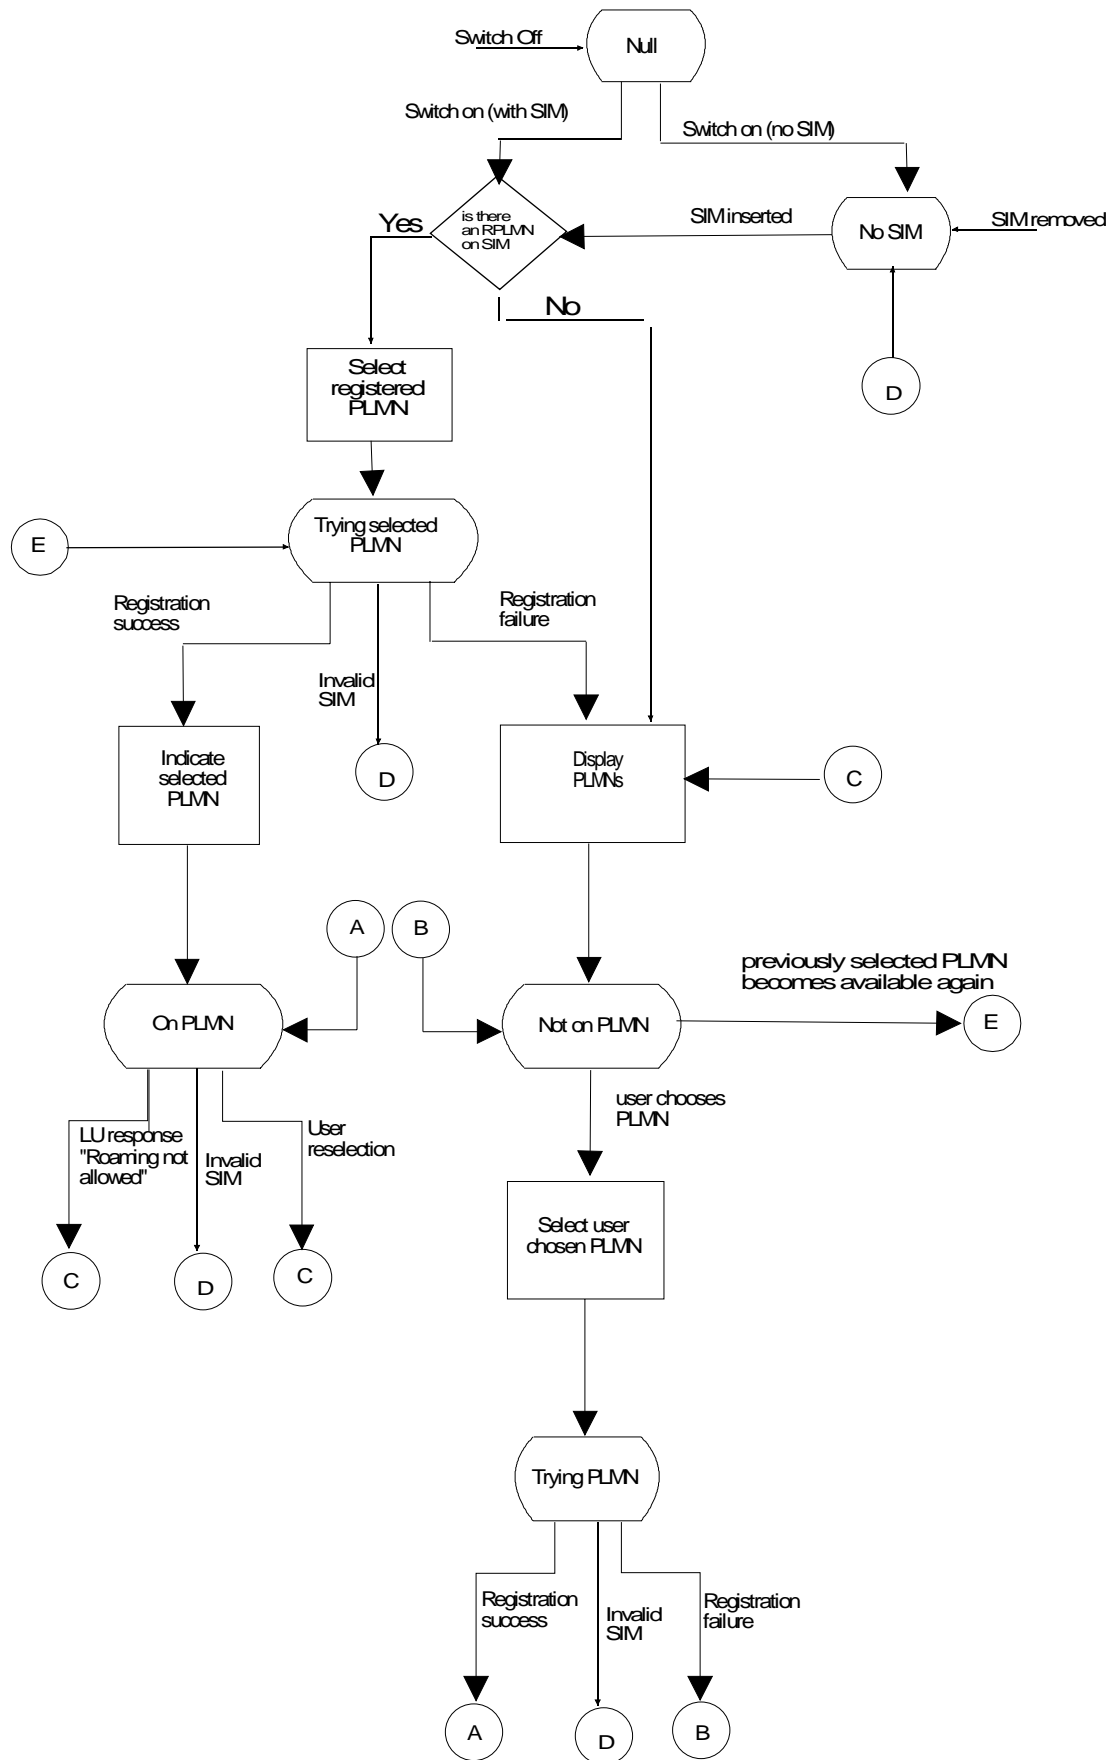 Switch Off
Null
Switch on (with SIM)
Switch on (no SIM)
is there
an RPLMN
on SIM
Yes
SIM inserted
No SIM
SIM removed
No
Select
registered
PLMN
D
Trying selected
PLMN
E
Registration
success
Invalid
SIM
Registration
failure
Indicate
selected
PLMN
D
Display
PLMNs
C
A
B
previously selected PLMN
becomes available again
On PLMN
Not on PLMN
E
user chooses
PLMN
LU response
"Roaming not
allowed"
Invalid
SIM
User
reselection
C
D
C
Select user
chosen PLMN
Trying PLMN
Registration
success
Invalid
SIM
Registration
failure
A
D
B